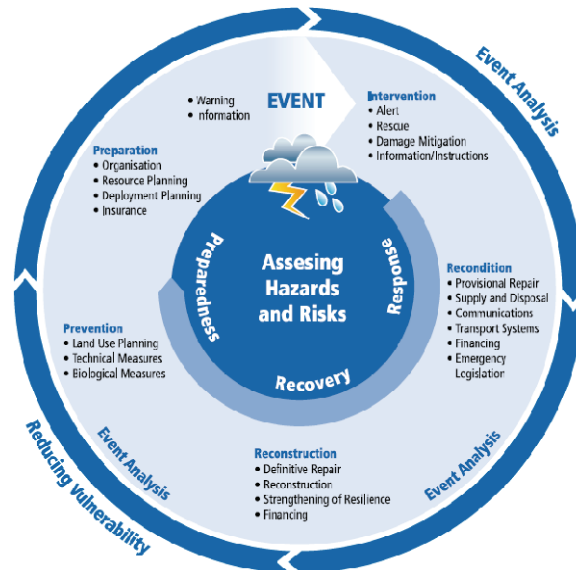 EVENT
• Warning
• Information
Intervention
• Alert
• Rescue
• Damage Mitigation
• Information/Instructions
Event Analysis
Preparation
• Organisation
• Resource Planning
• Deployment Planning
• Insurance
Preparedness
Assesing
Hazards
and Risks
Response
Recovery
Recondition
• Provisional Repair
• Supply and Disposal
• Communications
• Transport Systems
• Financing
• Emergency
Legislation
Prevention
• Land Use Planning
• Technical Measures
• Biological Measures
Reconstruction
• Definitive Repair
• Reconstruction
• Strengthening of Resilience
• Financing
Event Analysis
Event Analysis
Reducing Vulnerability